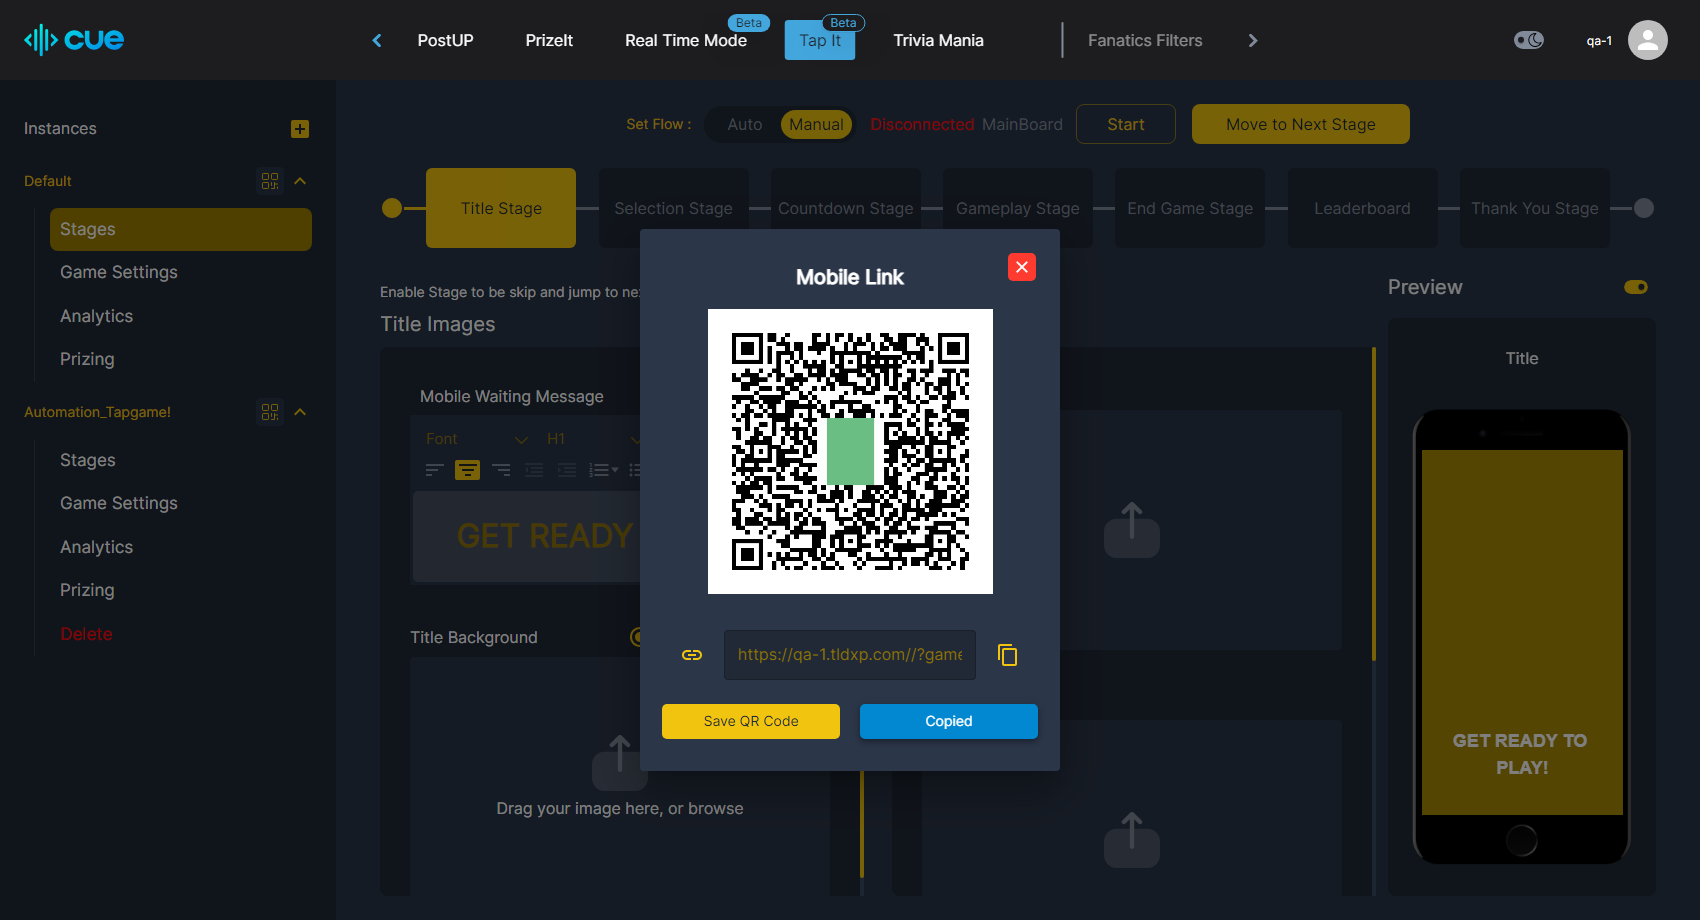 cue
PostUP
PrizeIt
Real Time Mode
Beta
Tap It
Beta
Trivia Mania
Fanatics Filters
qa-1
Instances
Default
Stages
Game Settings
Analytics
Prizing
Automation_Tapgame!
Stages
Game Settings
Analytics
Prizing
Delete
Set Flow :
Auto
Manual
Disconnected MainBoard
Start
Move to Next Stage
Title Stage
Selection Stage
Countdown Stage
Gameplay Stage
End Game Stage
Leaderboard
Thank You Stage
Enable Stage to be skip and jump to
Title Images
Mobile Waiting Message
Font
H1
GET READY
Title Background
Drag your image here, or browse
Mobile Link
https://qa-1.tldxp.com//?game
Save QR Code
Copied
Preview
Title
GET READY TO
PLAY!